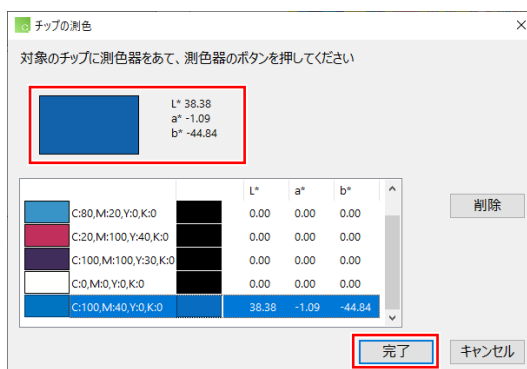 チップの測色
対象のチップに測色器をあて、測色器のボタンを押してください
L* 38.38
a* -1.09
b* -44.84
L* a* b*
C:80,M:20,Y:0,K:0 0.00 0.00 0.00
C:20,M:100,Y:40,K:0 0.00 0.00 0.00
C:100,M:100,Y:30,K:0 0.00 0.00 0.00
C:0,M:0,Y:0,K:0 0.00 0.00 0.00
C:100,M:40,Y:0,K:0 38.38 -1.09 -44.84
削除
完了 キャンセル